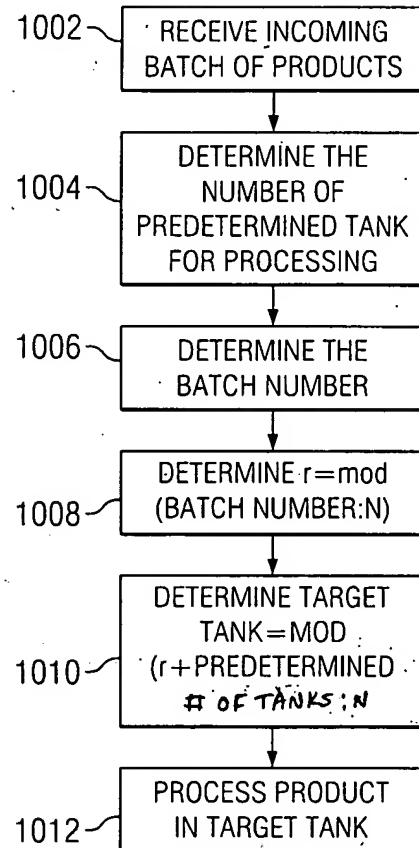 1002
RECEIVE INCOMING
BATCH OF PRODUCTS
1004
DETERMINE THE
NUMBER OF
PREDETERMINED TANK
FOR PROCESSING
1006
DETERMINE THE
BATCH NUMBER
1008
DETERMINE r=mod
(BATCH NUMBER:N)
1010
DETERMINE TARGET
TANK=MOD
(r+PREDETERMINED
# OF TANKS:N
1012
PROCESS PRODUCT
IN TARGET TANK